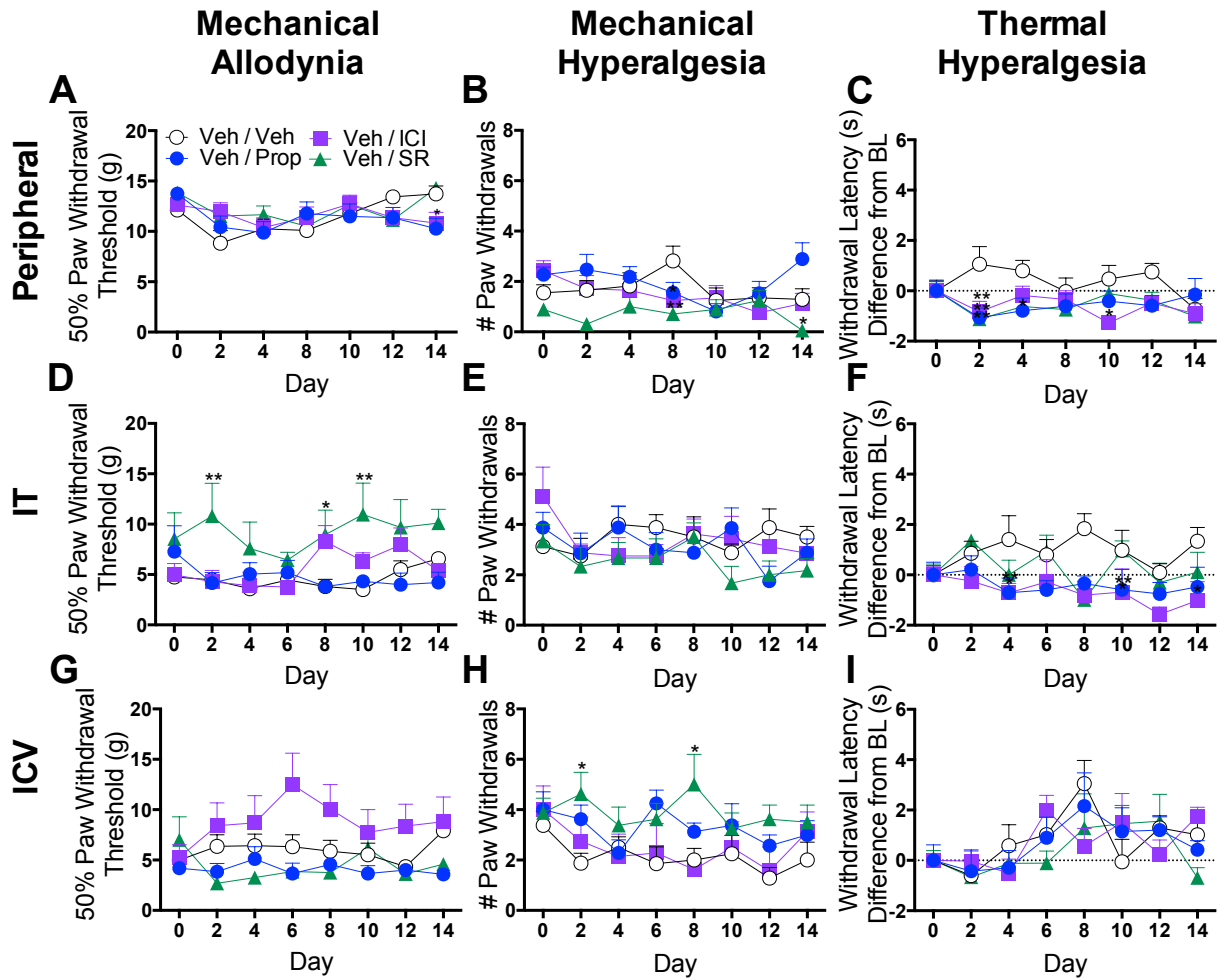 Mechanical Allodynia
Mechanical Hyperalgesia
Thermal Hyperalgesia
Peripheral
A
50% Paw Withdrawal
Threshold (g)
20
15
10
5
0
Veh / Veh
Veh / ICI
Veh / Prop
Veh / SR
*
0 2 4 8 10 12 14
Day
B
# Paw Withdrawals
8
6
4
2
0
*
**
*
0 2 4 8 10 12 14
Day
C
Withdrawal Latency (s)
Difference from BL
6
4
2
0
-2
**
**
**
*
*
0 2 4 8 10 12 14
Day
IT
D
50% Paw Withdrawal
Threshold (g)
20
15
10
5
0
**
*
**
0 2 4 6 8 10 12 14
Day
E
# Paw Withdrawals
8
6
4
2
0
0 2 4 6 8 10 12 14
Day
F
Withdrawal Latency
Difference from BL (s)
6
4
2
0
-2
**
*
*
0 2 4 6 8 10 12 14
Day
ICV
G
50% Paw Withdrawal
Threshold (g)
20
15
10
5
0
0 2 4 6 8 10 12 14
Day
H
# Paw Withdrawals
8
6
4
2
0
*
*
0 2 4 6 8 10 12 14
Day
I
Withdrawal Latency
Difference from BL (s)
6
4
2
0
-2
0 2 4 6 8 10 12 14
Day